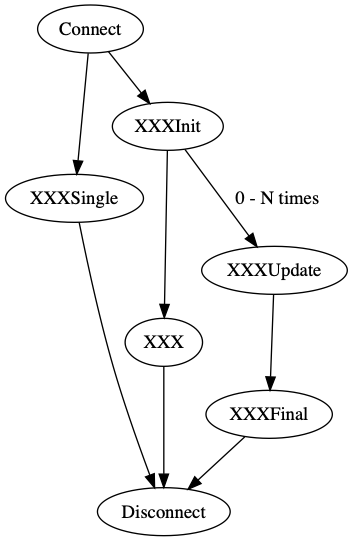 Connect
XXXInit
XXXSingle
0 - N times
XXXUpdate
XXX
XXXFinal
Disconnect